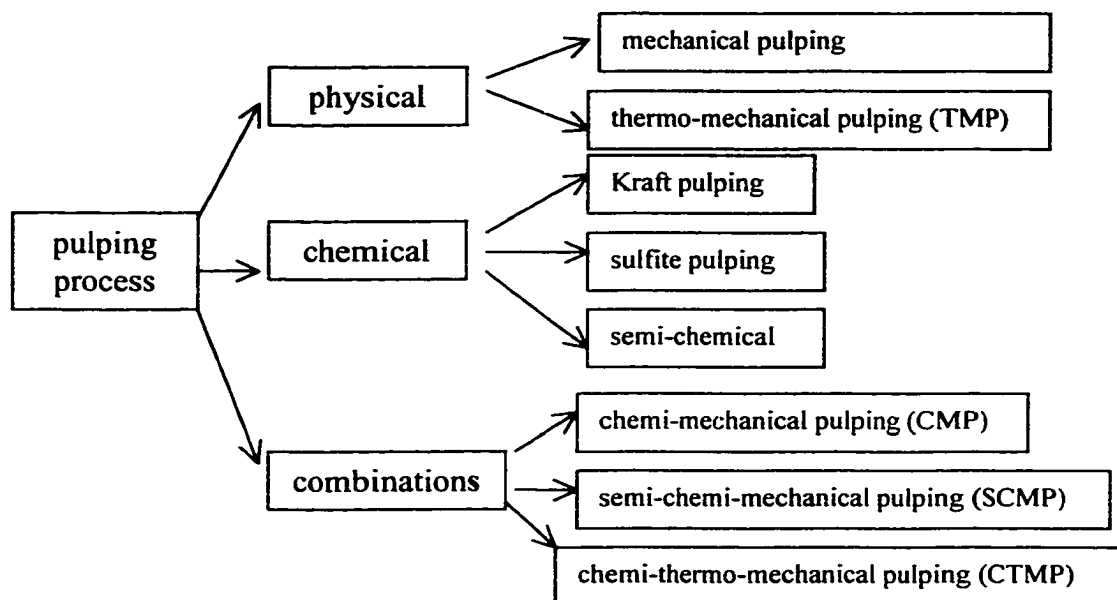 mechanical pulping
physical
thermo-mechanical pulping (TMP)
Kraft pulping
pulping
process
chemical
sulfite pulping
semi-chemical
chemi-mechanical pulping (CMP)
combinations
semi-chemi-mechanical pulping (SCMP)
chemi-thermo-mechanical pulping (CTMP)